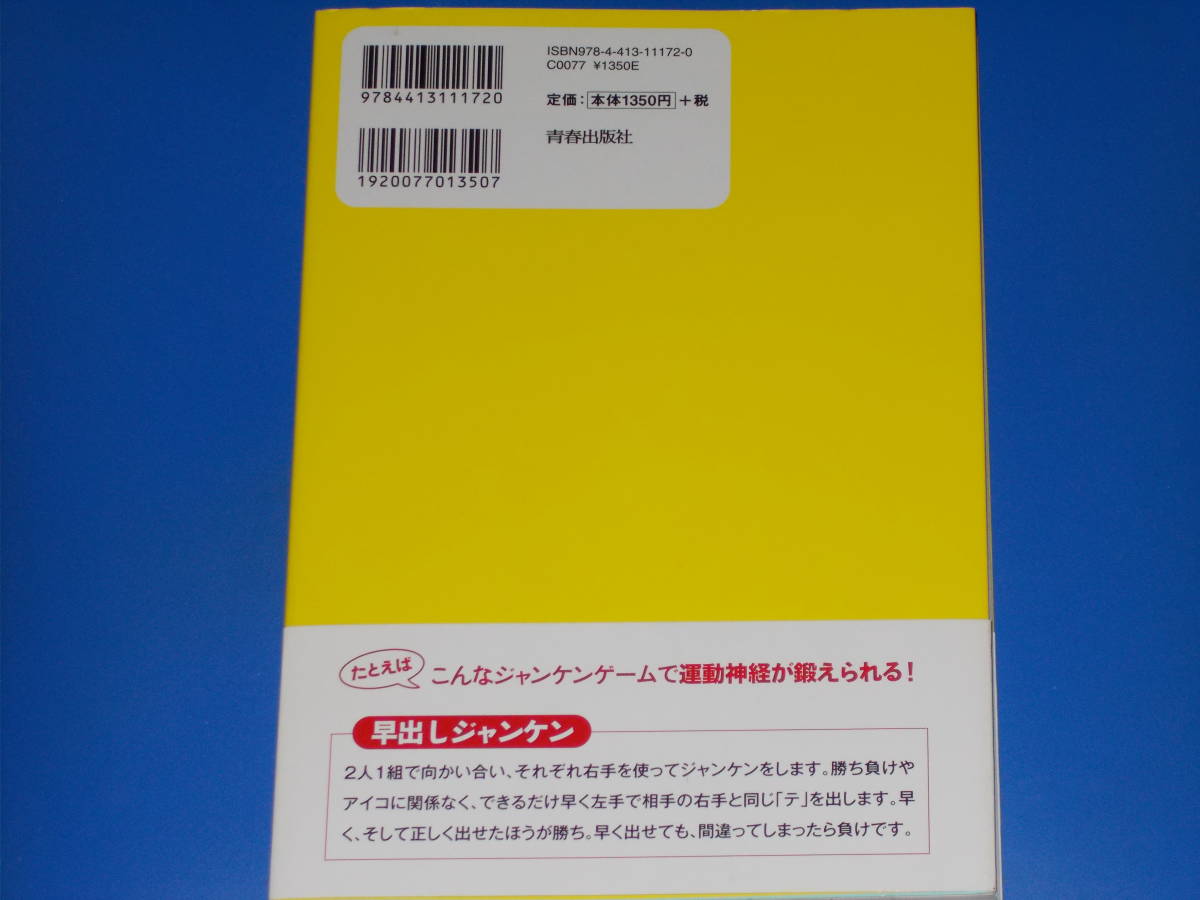 ISBN978-4-413-11172-0
C0077 ¥1350E
9784413111720
定価：本体1350円＋税
青春出版社
1920077013507
たとえば
こんなジャンケンゲームで運動神経が鍛えられる！
早出しジャンケン
２人１組で向かい合い、それぞれ右手を使ってジャンケンをします。勝ち負けや
アイコに関係なく、できるだけ早く左手で相手の右手と同じ「テ」を出します。早
く、そして正しく出せたほうが勝ち。早く出せても、間違ってしまったら負けです。